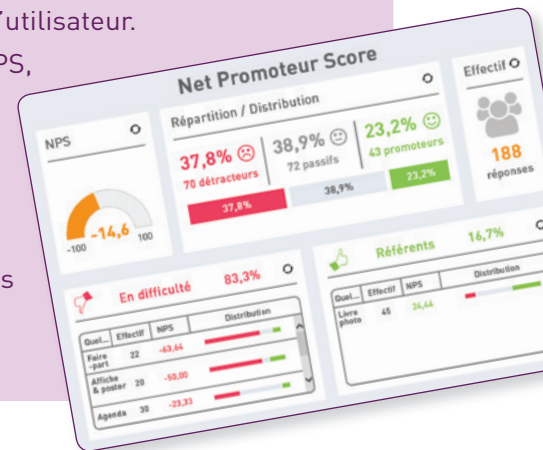 'utilisateur.
PS,
s
Net Promoteur Score
NPS
-14,6
-100 100
Répartition / Distribution
37,8%
70 détracteurs
38,9%
72 passifs
23,2%
43 promoteurs
37,8% 38,9% 23,2%
Effectif
188
réponses
En difficulté 83,3%
Quel... Effectif NPS Distribution
Faire
-part 22 -63,64
Affiche
& poster 20 -50,00
Agenda 30 -23,33
Référents 16,7%
Quel... Effectif NPS Distribution
Livre
photo 45 24,44